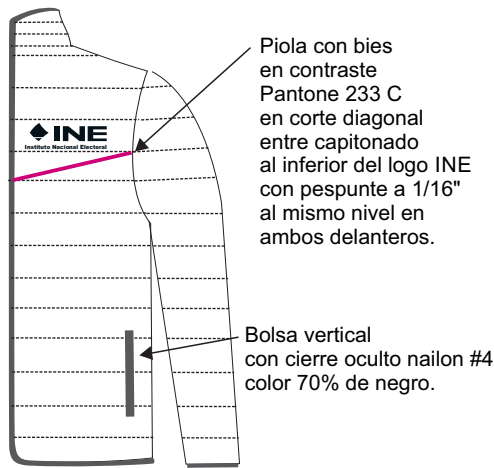 Piola con bies
en contraste
Pantone 233 C
en corte diagonal
entre capitonado
al inferior del logo INE
con pespunte a 1/16"
al mismo nivel en
ambos delanteros.
INE
Instituto Nacional Electoral
Bolsa vertical
con cierre oculto nailon #4
color 70% de negro.